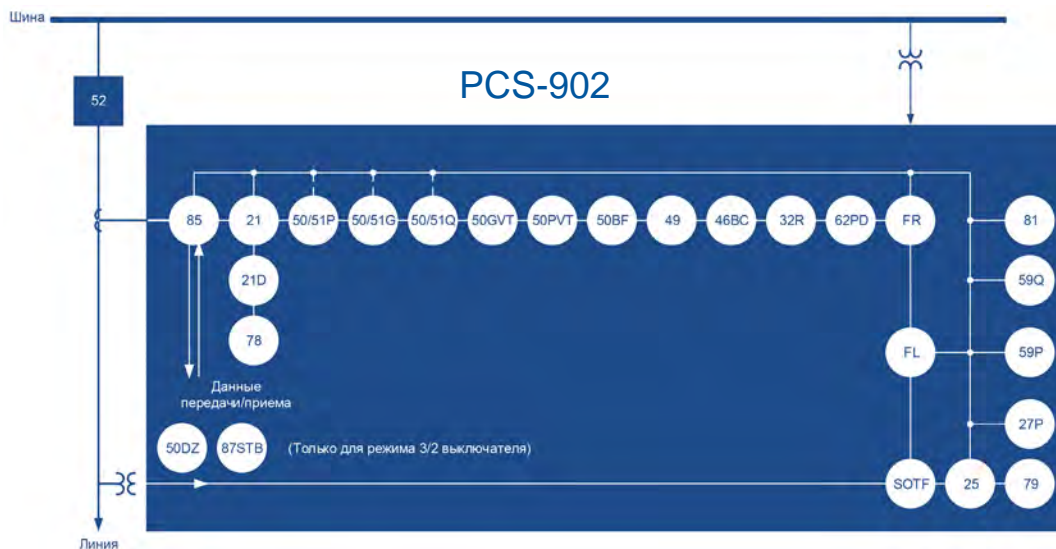 Шина
PCS-902
52
85
21
50/51P
50/51G
50/51Q
50GVT
50PVT
50BF
49
46BC
32R
62PD
FR
81
21D
59Q
78
FL
59P
Данные
передачи/приема
27P
50DZ
87STB
(Только для режима 3/2 выключателя)
SOTF
25
79
Линия